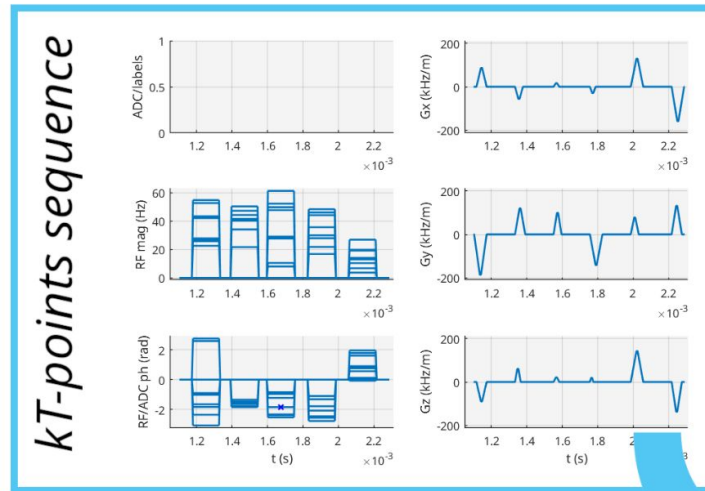 kT-points sequence
ADC/labels
1
0.5
0
1.2 1.4 1.6 1.8 2 2.2
×10⁻³
Gx (kHz/m)
200
0
-200
1.2 1.4 1.6 1.8 2 2.2
×10⁻³
RF mag (Hz)
60
40
20
0
1.2 1.4 1.6 1.8 2 2.2
×10⁻³
Gy (kHz/m)
200
0
-200
1.2 1.4 1.6 1.8 2 2.2
×10⁻³
RF/ADC ph (rad)
2
0
-2
1.2 1.4 1.6 1.8 2 2.2
t (s)
×10⁻³
Gz (kHz/m)
200
0
-200
1.2 1.4 1.6 1.8 2
t (s)